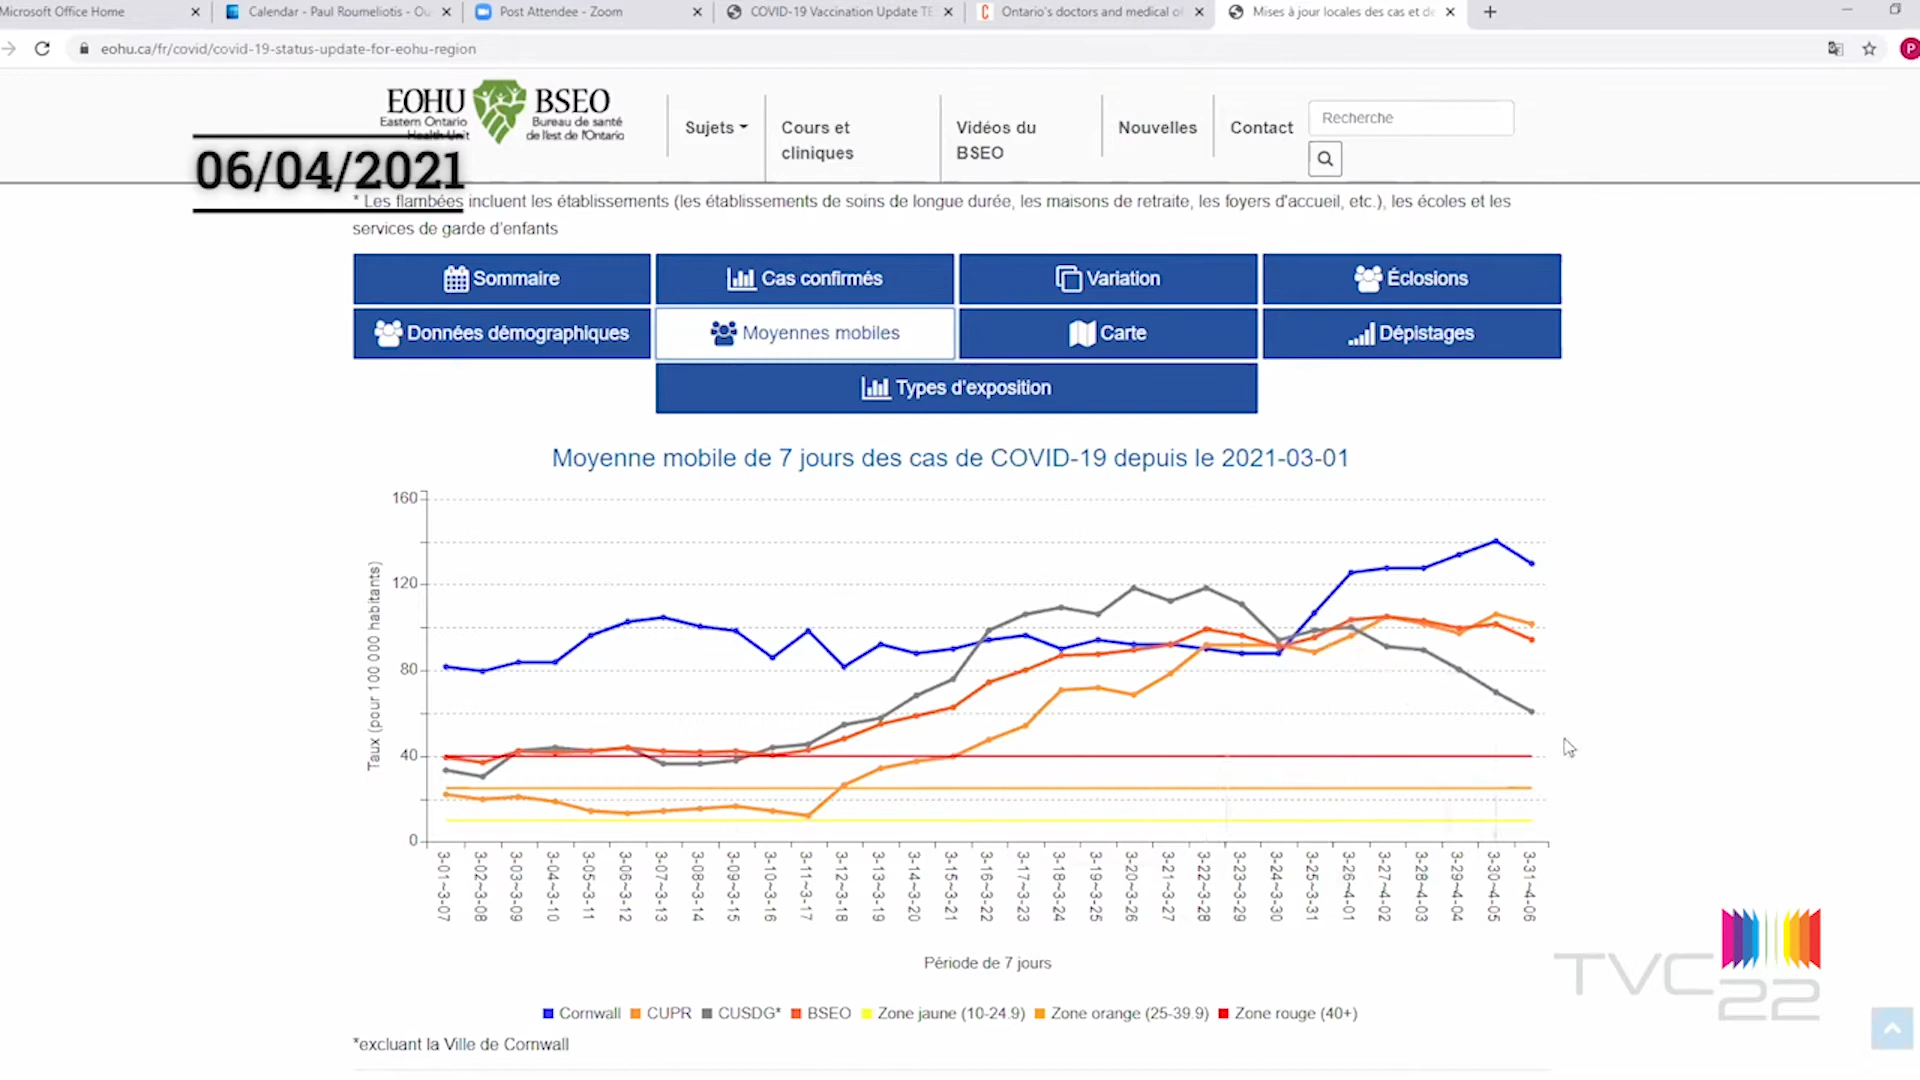 Microsoft Office Home
Calendar - Paul Roumeliotis - Ou
Post Attendee - Zoom
COVID-19 Vaccination Update TE
Ontario's doctors and medical of
Mises à jour locales des cas et de
eohu.ca/fr/covid/covid-19-status-update-for-eohu-region
P
EOHU
Eastern Ontario
Health Unit
BSEO
Bureau de santé
de l'est de l'Ontario
Sujets
Cours et
cliniques
Vidéos du
BSEO
Nouvelles
Contact
Recherche
06/04/2021
* Les flambées incluent les établissements (les établissements de soins de longue durée, les maisons de retraite, les foyers d'accueil, etc.), les écoles et les
services de garde d'enfants
Sommaire
Cas confirmés
Variation
Éclosions
Données démographiques
Moyennes mobiles
Carte
Dépistages
Types d'exposition
Moyenne mobile de 7 jours des cas de COVID-19 depuis le 2021-03-01
Taux (pour 100 000 habitants)
160
120
80
40
0
3-01~3-07
3-02~3-08
3-03~3-09
3-04~3-10
3-05~3-11
3-06~3-12
3-07~3-13
3-08~3-14
3-09~3-15
3-10~3-16
3-11~3-17
3-12~3-18
3-13~3-19
3-14~3-20
3-15~3-21
3-16~3-22
3-17~3-23
3-18~3-24
3-19~3-25
3-20~3-26
3-21~3-27
3-22~3-28
3-23~3-29
3-24~3-30
3-25~3-31
3-26~4-01
3-27~4-02
3-28~4-03
3-29~4-04
3-30~4-05
3-31~4-06
Période de 7 jours
Cornwall CUPR CUSDG* BSEO Zone jaune (10-24.9) Zone orange (25-39.9) Zone rouge (40+)
*excluant la Ville de Cornwall
TVC
22